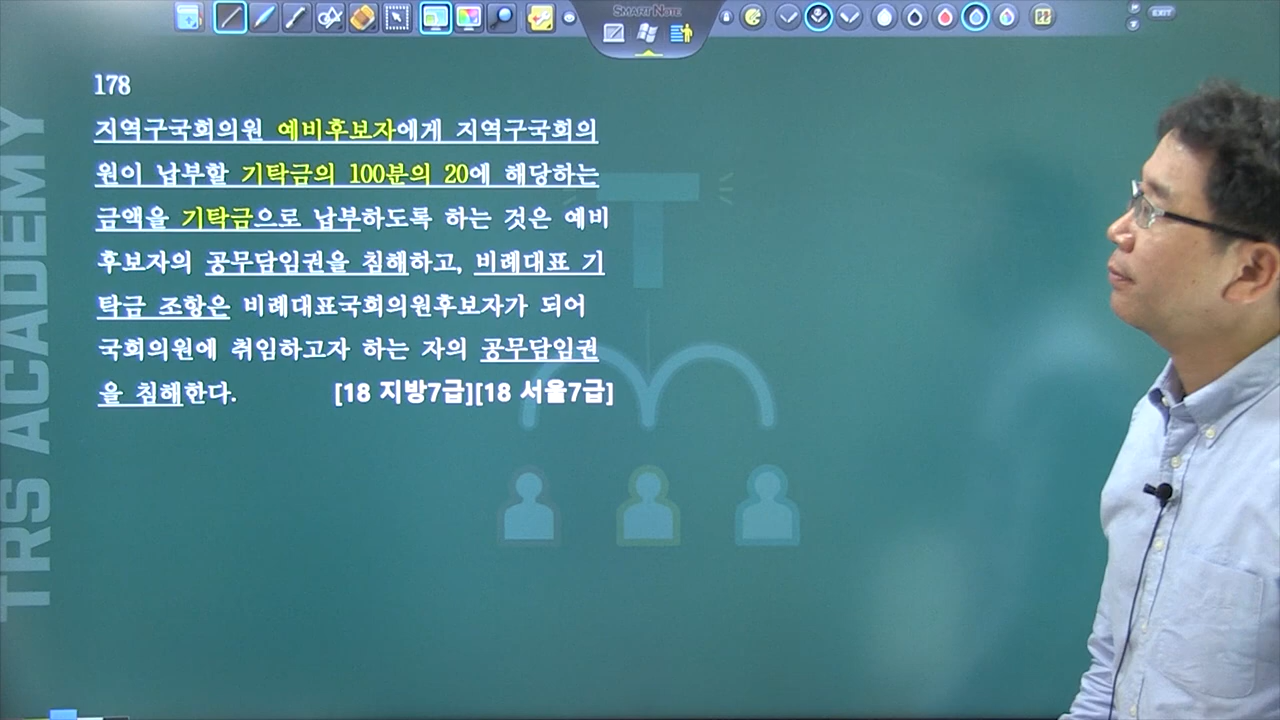 SMART NOTE
EXIT
TRS ACADEMY
178
지역구국회의원 예비후보자에게 지역구국회의
원이 납부할 기탁금의 100분의 20에 해당하는
금액을 기탁금으로 납부하도록 하는 것은 예비
후보자의 공무담임권을 침해하고, 비례대표 기
탁금 조항은 비례대표국회의원후보자가 되어
국회의원에 취임하고자 하는 자의 공무담임권
을 침해한다. [18 지방7급][18 서울7급]